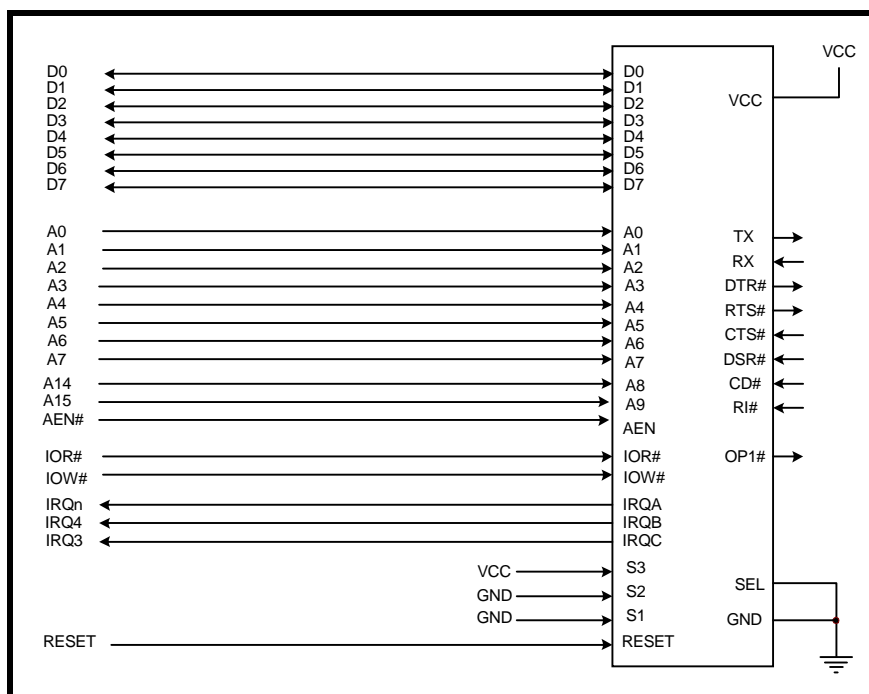 VCC
D0 D0
D1 D1
D2 D2
VCC
D3 D3
D4 D4
D5 D5
D6 D6
D7 D7
A0 A0 TX
A1 A1
A2 A2 RX
A3 A3 DTR#
A4 A4 RTS#
A5 A5 CTS#
A6 A6
A7 A7 DSR#
A14 A8 CD#
A15 A9 RI#
AEN# AEN
IOR# IOR# OP1#
IOW# IOW#
IRQn IRQA
IRQ4 IRQB
IRQ3 IRQC
VCC S3
SEL
GND S2
GND S1 GND
RESET RESET